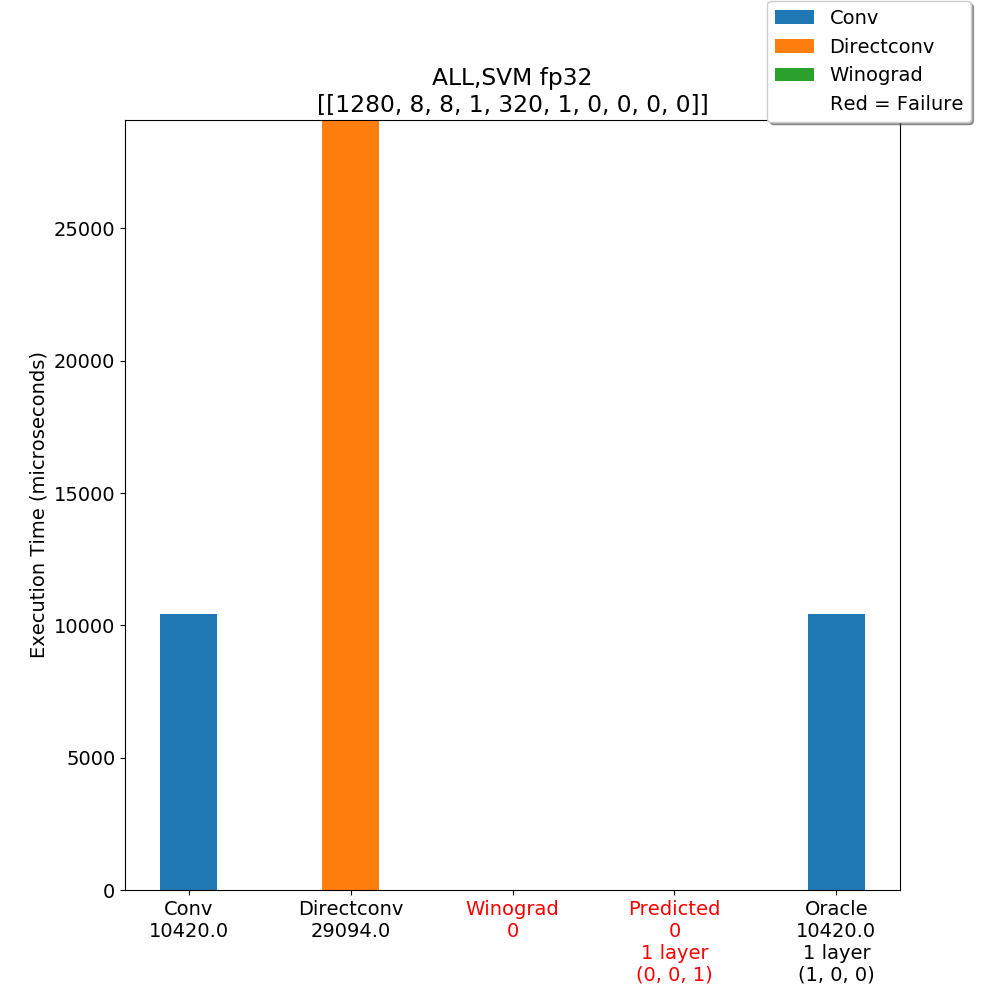 Conv
Directconv
Winograd
Red = Failure
ALL,SVM fp32
[[1280, 8, 8, 1, 320, 1, 0, 0, 0, 0]]
Execution Time (microseconds)
25000
20000
15000
10000
5000
0
Conv
10420.0
Directconv
29094.0
Winograd
0
Predicted
0
1 layer
(0, 0, 1)
Oracle
10420.0
1 layer
(1, 0, 0)